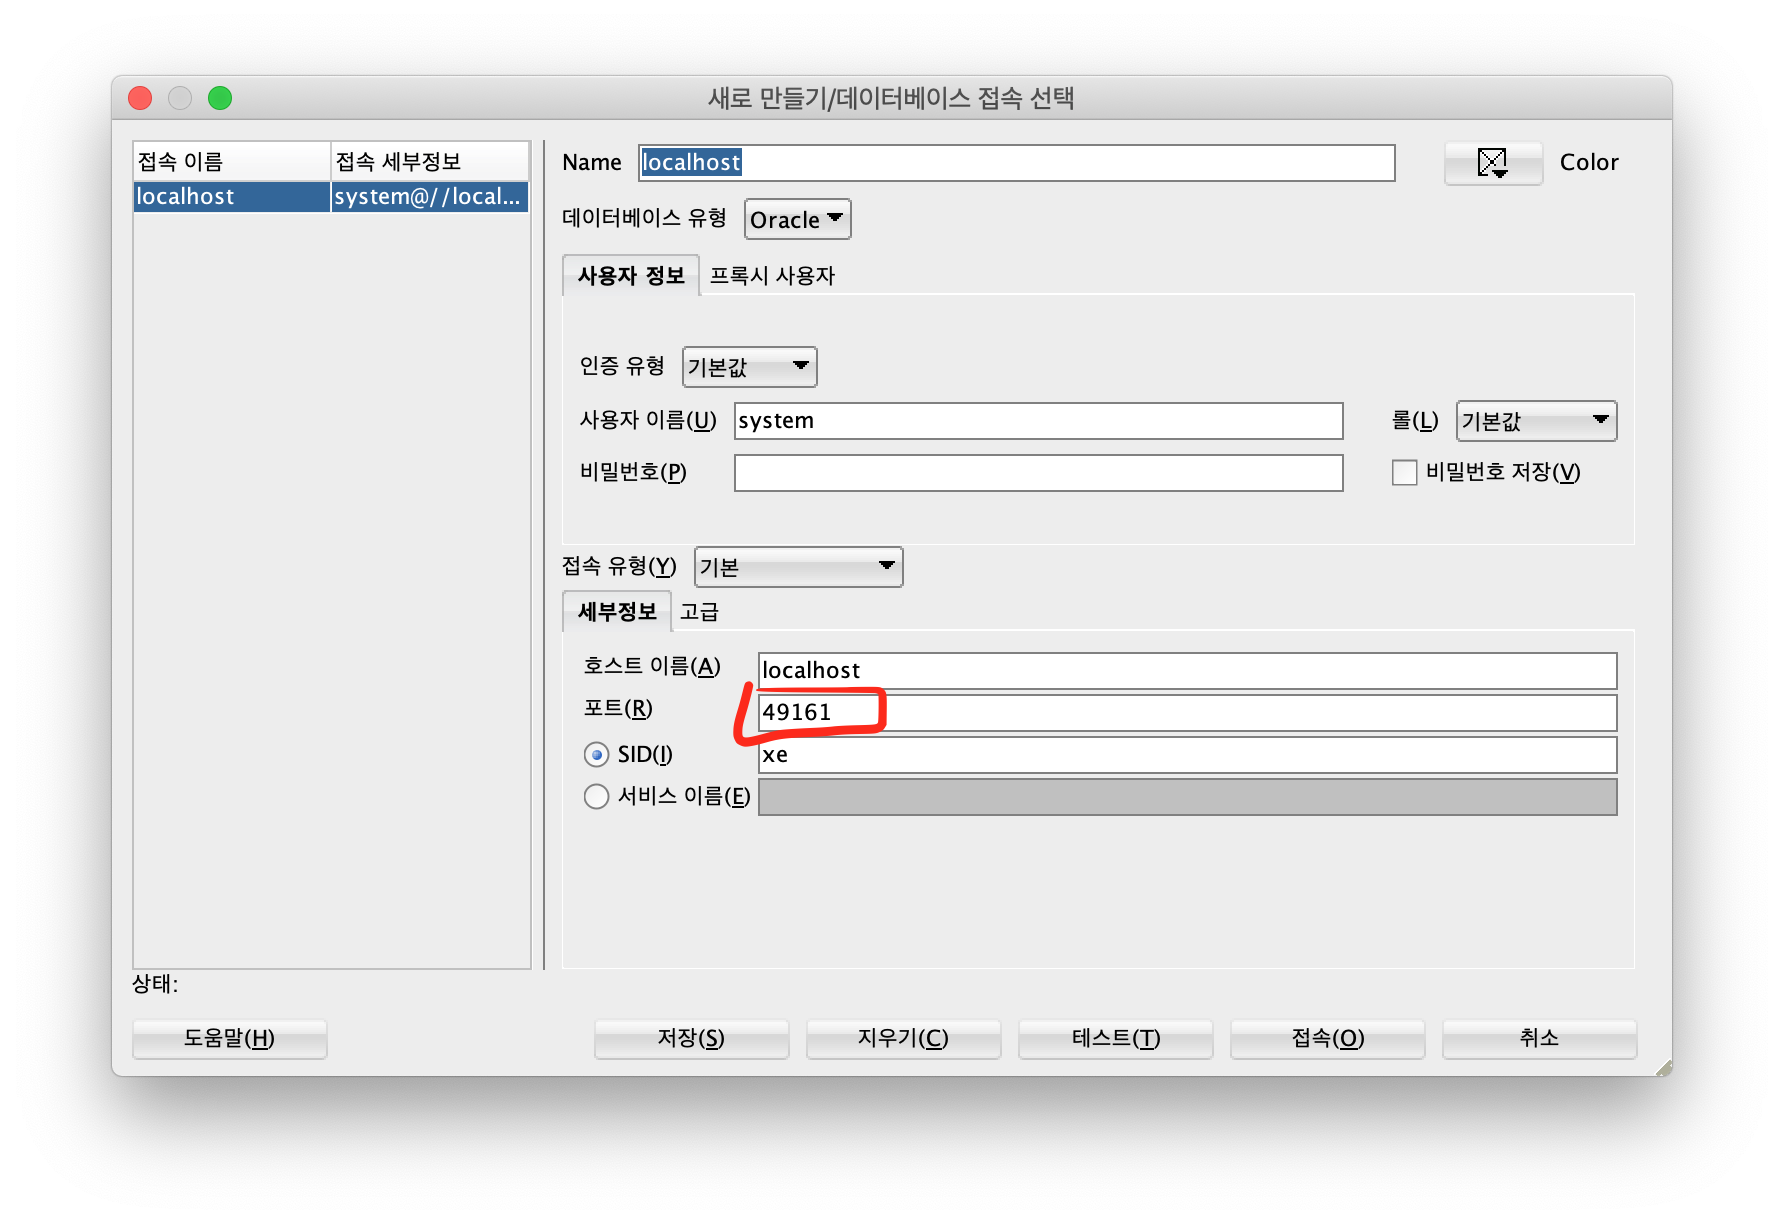 새로 만들기/데이터베이스 접속 선택
접속 이름 접속 세부정보
localhost system@//local...
Name localhost Color
데이터베이스 유형 Oracle
사용자 정보 프록시 사용자
인증 유형 기본값
사용자 이름(U) system 롤(L) 기본값
비밀번호(P) 비밀번호 저장(V)
접속 유형(Y) 기본
세부정보 고급
호스트 이름(A) localhost
포트(R) 49161
SID(I) xe
서비스 이름(E)
상태:
도움말(H) 저장(S) 지우기(C) 테스트(T) 접속(O) 취소